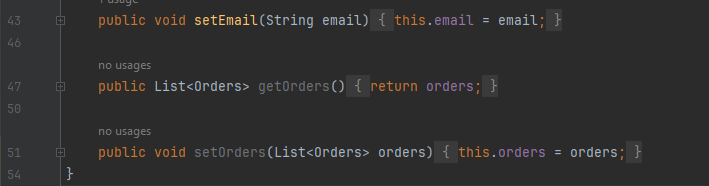 1 usage
43 public void setEmail(String email) { this.email = email; }
46
no usages
47 public List<Orders> getOrders() { return orders; }
50
no usages
51 public void setOrders(List<Orders> orders) { this.orders = orders; }
54 }